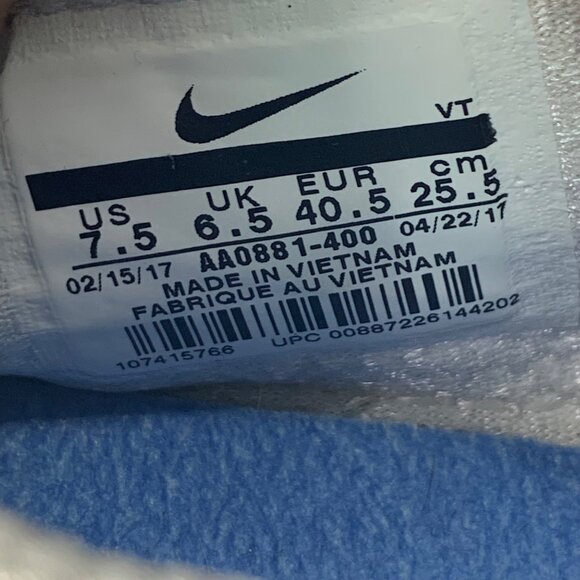 NIKE
VT
US UK EUR cm
7.5 6.5 40.5 25.5
02/15/17 AA0881-400 04/22/17
MADE IN VIETNAM
FABRIQUE AU VIETNAM
107415766 UPC 00887226144202